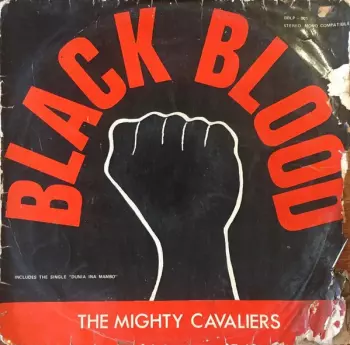 STEREO MONO COMPATIBLE
BLACK BLOOD
INCLUDES THE SINGLE "DUNIA INA MAMBO"
THE MIGHTY CAVALIERS